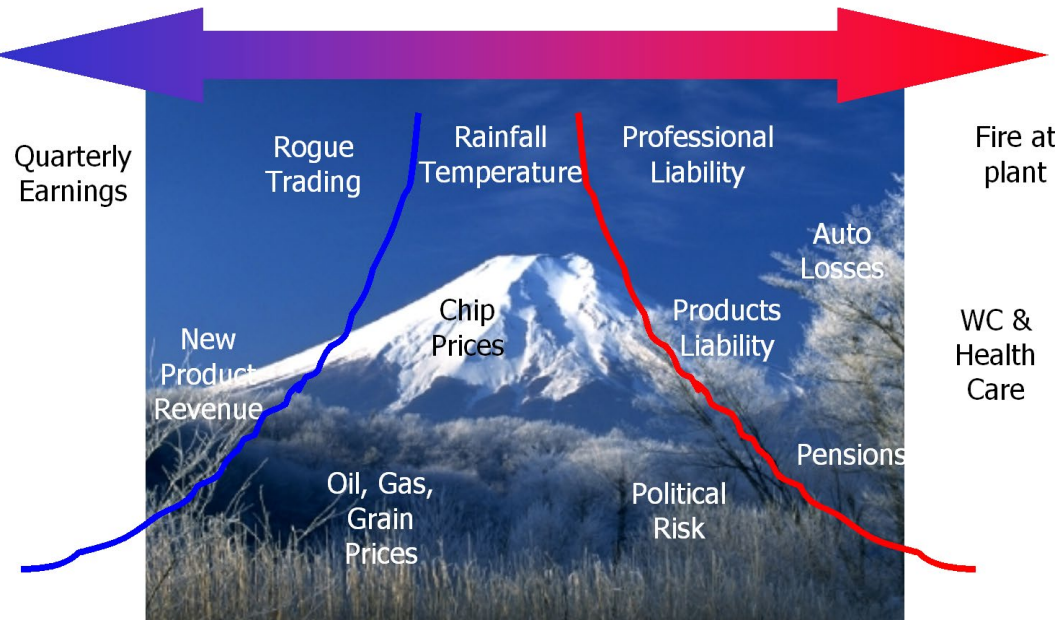 Quarterly
Earnings
Rogue
Trading
Rainfall
Temperature
Professional
Liability
Fire at
plant
Auto
Losses
New
Product
Revenue
Chip
Prices
Products
Liability
WC &
Health
Care
Oil, Gas,
Grain
Prices
Political
Risk
Pensions